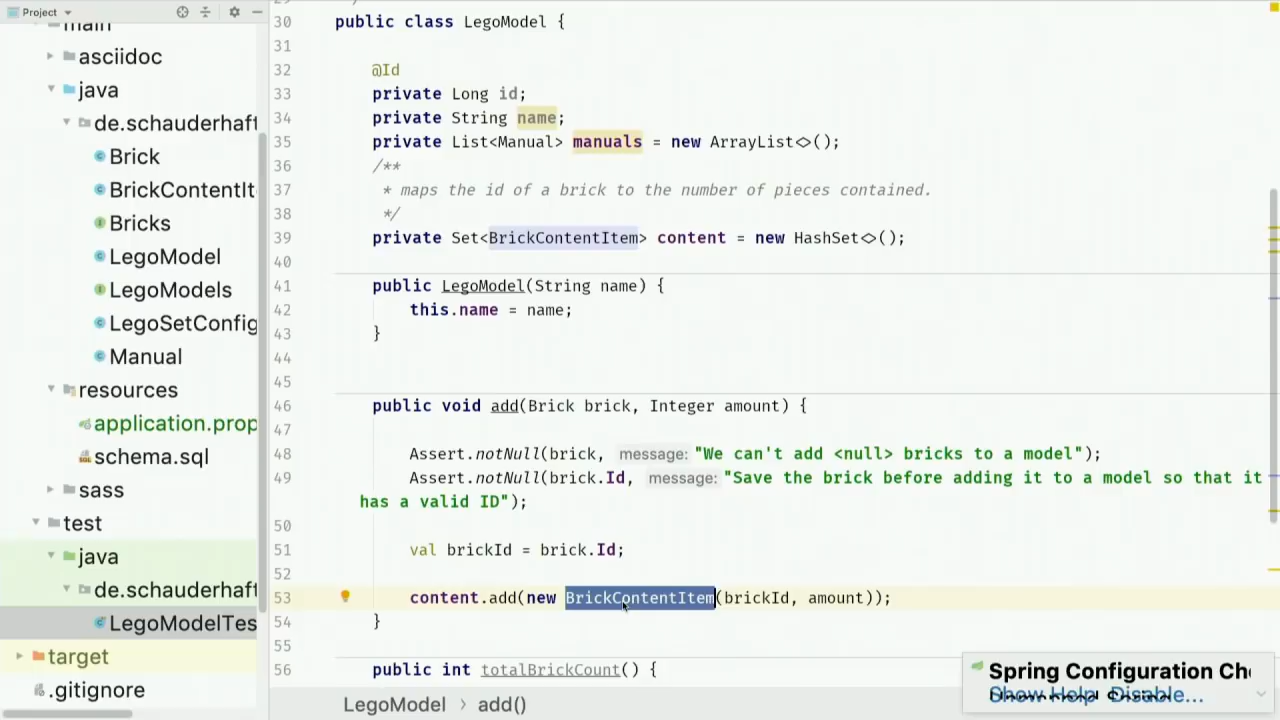 Project
main
asciidoc
java
de.schauderhaft
Brick
BrickContentIt
Bricks
LegoModel
LegoModels
LegoSetConfig
Manual
resources
application.prop
schema.sql
sass
test
java
de.schauderhaft
LegoModelTes
target
.gitignore
30 public class LegoModel {
31
32 @Id
33 private Long id;
34 private String name;
35 private List<Manual> manuals = new ArrayList<>();
36 /**
37 * maps the id of a brick to the number of pieces contained.
38 */
39 private Set<BrickContentItem> content = new HashSet<>();
40
41 public LegoModel(String name) {
42 this.name = name;
43 }
44
45
46 public void add(Brick brick, Integer amount) {
47
48 Assert.notNull(brick, message: "We can't add <null> bricks to a model");
49 Assert.notNull(brick.Id, message: "Save the brick before adding it to a model so that it
has a valid ID");
50
51 val brickId = brick.Id;
52
53 content.add(new BrickContentItem(brickId, amount));
54 }
55
56 public int totalBrickCount() {
LegoModel > add()
Spring Configuration Che
Show Help Disable...